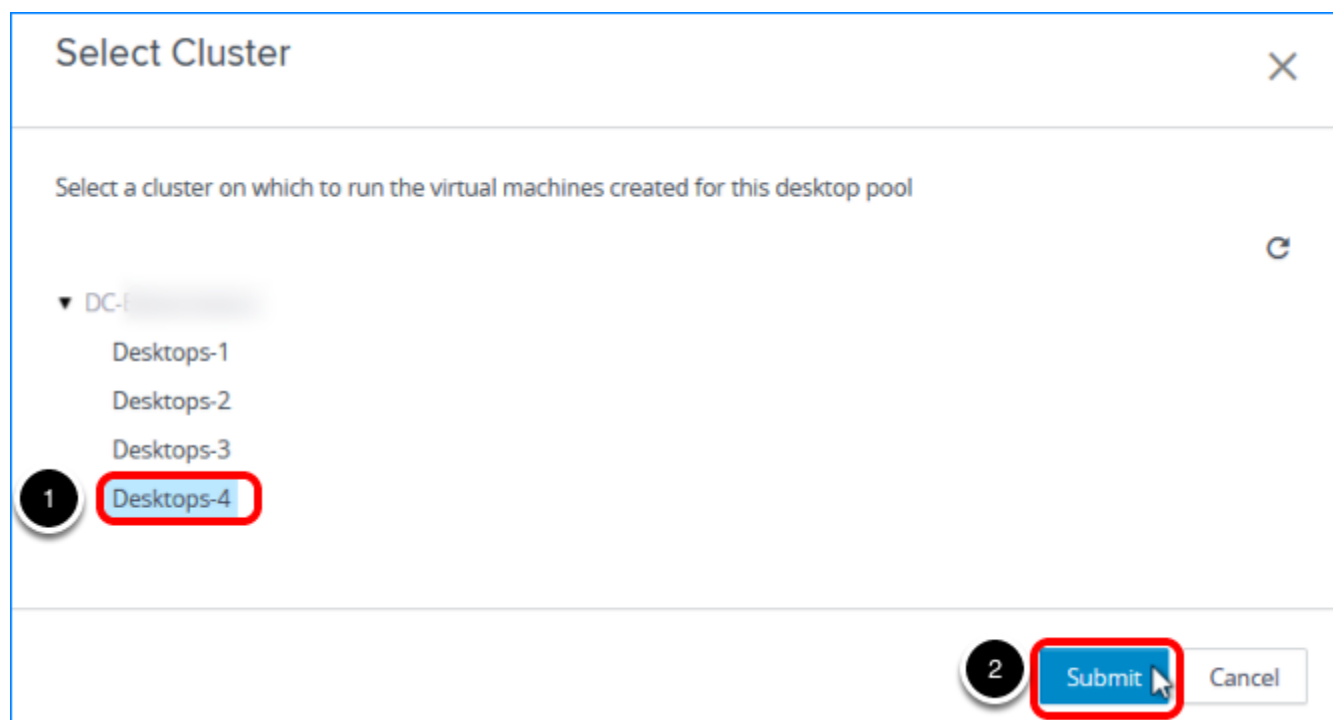 Select Cluster
Select a cluster on which to run the virtual machines created for this desktop pool
DC-
Desktops-1
Desktops-2
Desktops-3
1 Desktops-4
2 Submit Cancel